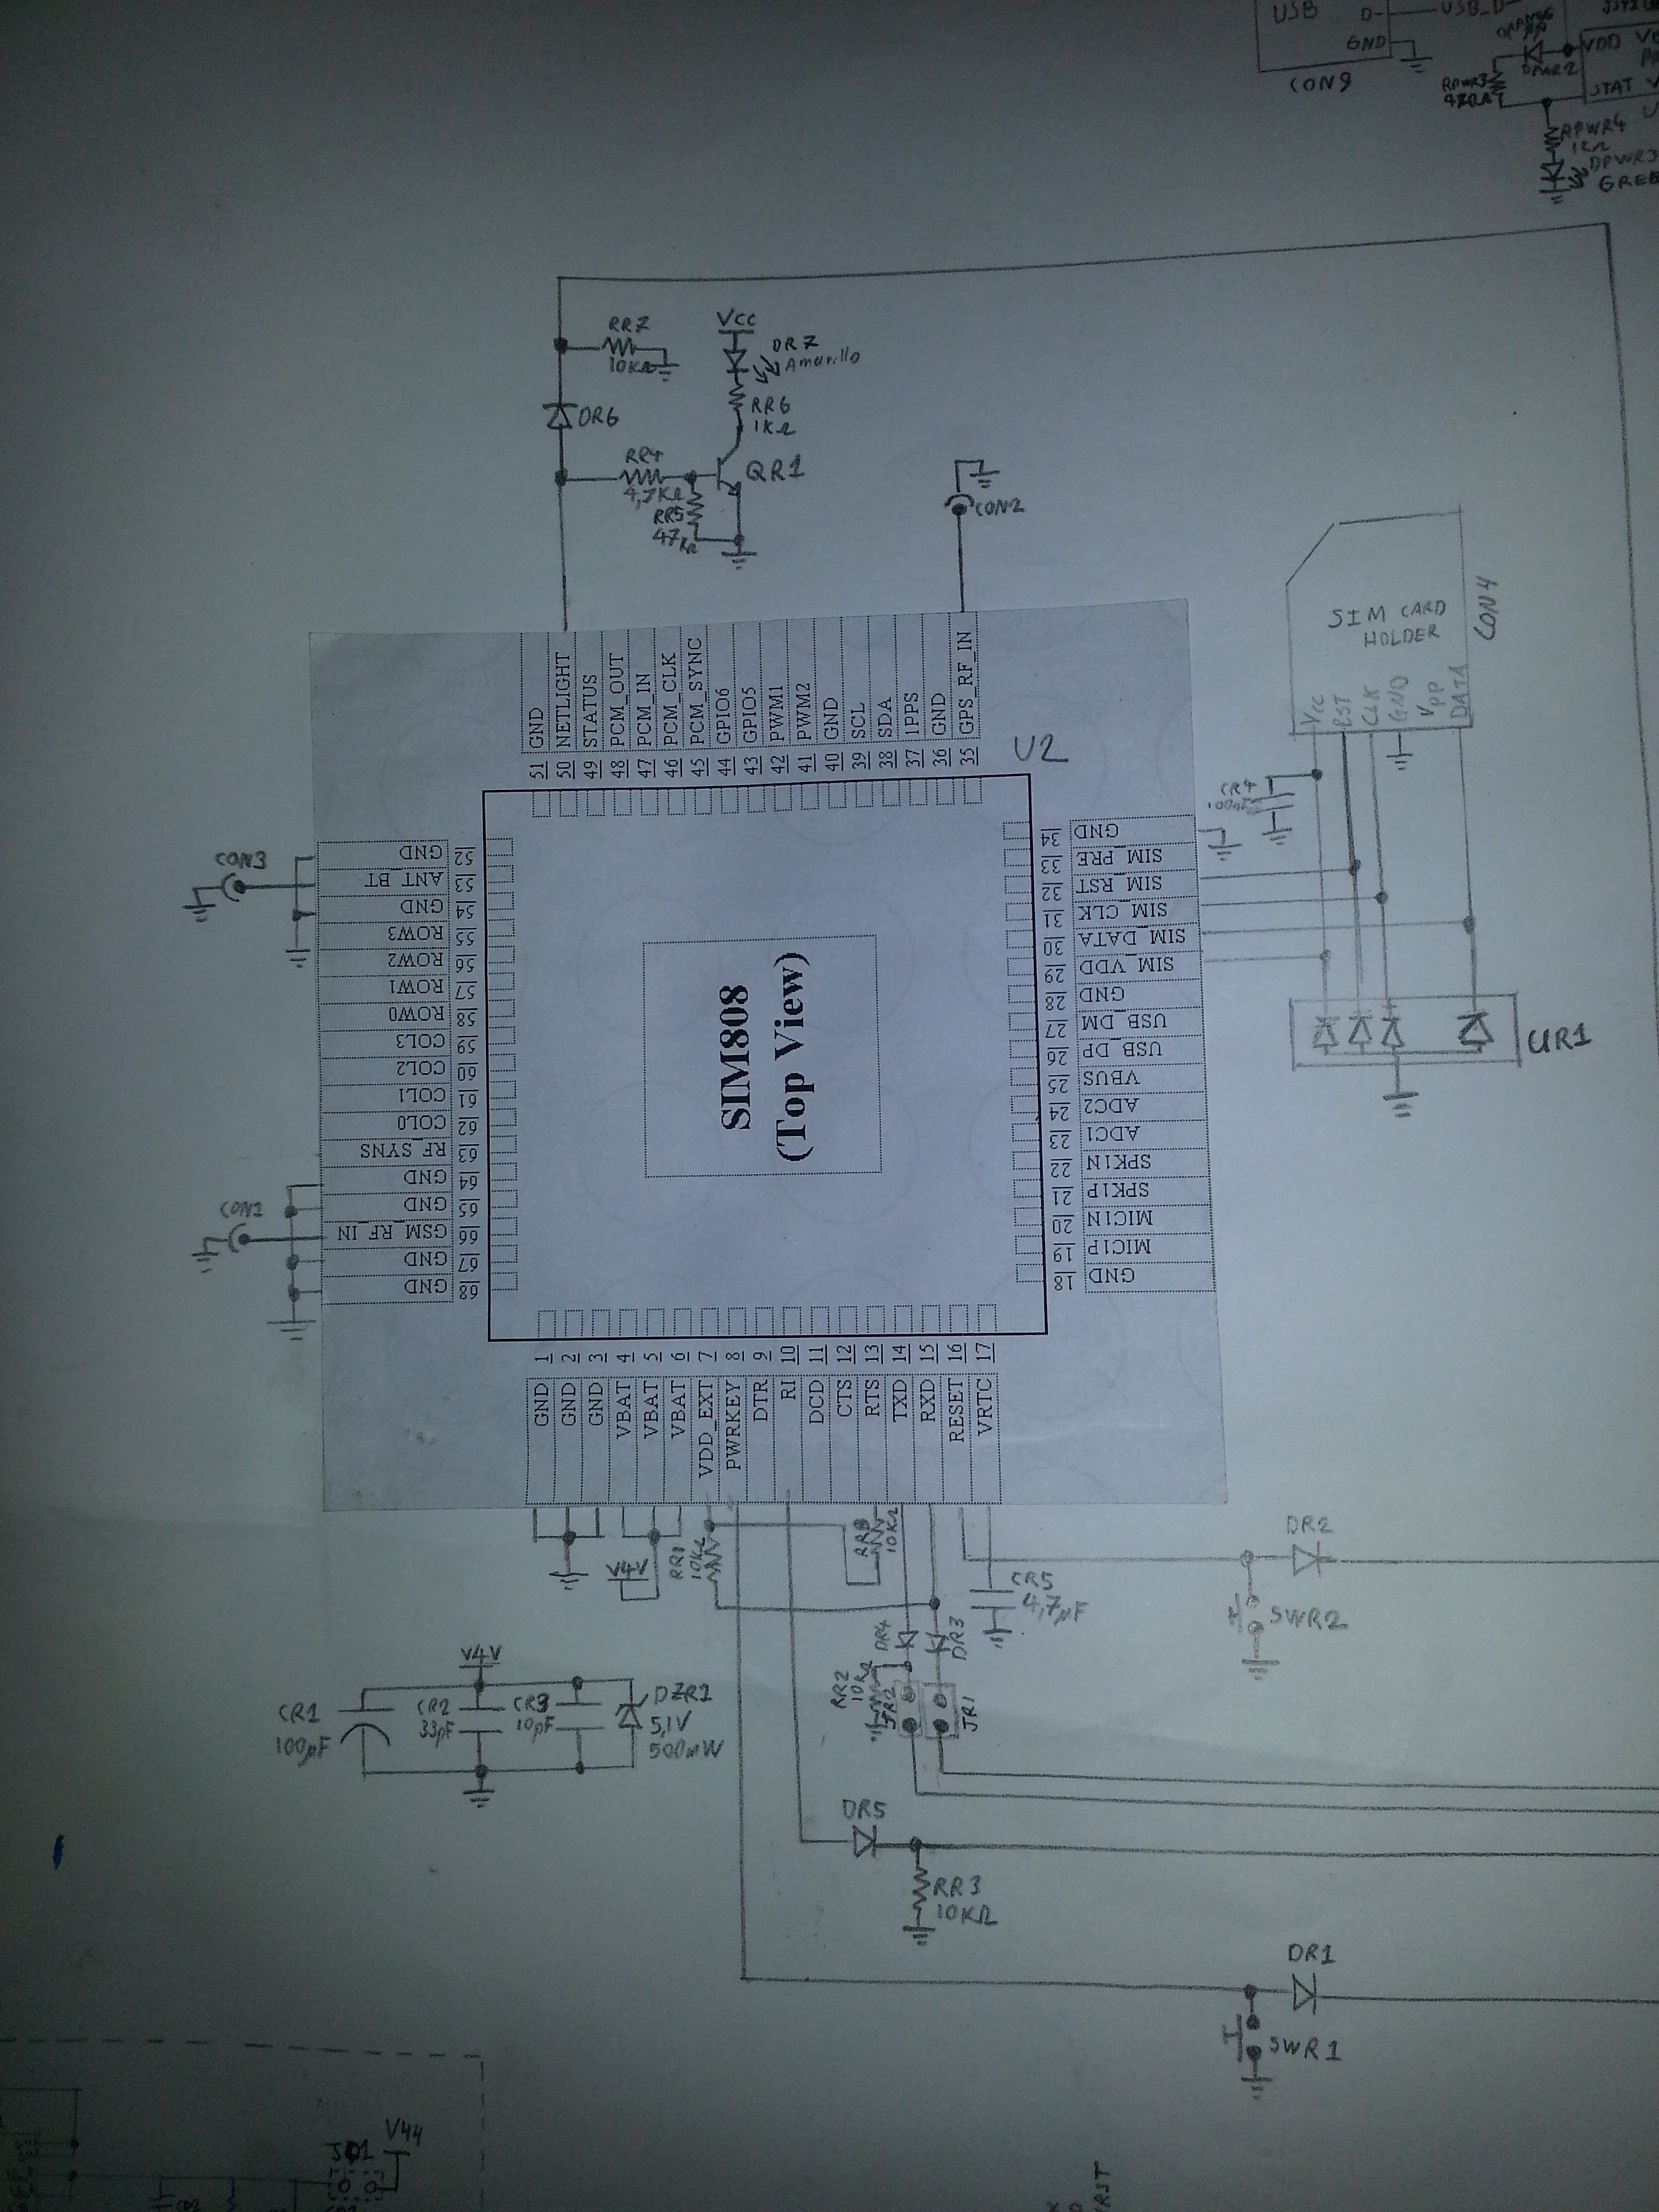 USB
D-
USB_D-
GND
CON9
ORANGE
DPWR2
VDD
RPWR3
STAT
RPWR4
1KΩ
DPWR3
RR7
10KΩ
VCC
DR7
Amarillo
DR6
RR6
1KΩ
RR4
4,7KΩ
QR1
RR5
47KΩ
CON2
SIM CARD
HOLDER
CON4
VCC
RST
CLK
GND
VPP
DATA
CR4
100nF
UR1
U2
51 GND
50 NETLIGHT
49 STATUS
48 PCM_OUT
47 PCM_IN
46 PCM_CLK
45 PCM_SYNC
44 GPIO6
43 GPIO5
42 PWM1
41 PWM2
40 GND
39 SCL
38 SDA
37 1PPS
36 GND
35 GPS_RF_IN
CON3
52 GND
53 ANT_BT
54 GND
55 ROW3
56 ROW2
57 ROW1
58 ROW0
59 COL3
60 COL2
61 COL1
62 COL0
63 RF_SYNS
64 GND
65 GND
66 GSM_RF_IN
67 GND
68 GND
CON1
SIM808
(Top View)
34 GND
33 SIM_PRE
32 SIM_RST
31 SIM_CLK
30 SIM_DATA
29 SIM_VDD
28 GND
27 USB_DM
26 USB_DP
25 VBUS
24 ADC2
23 ADC1
22 SPK1N
21 SPK1P
20 MIC1N
19 MIC1P
18 GND
1 GND
2 GND
3 GND
4 VBAT
5 VBAT
6 VBAT
7 VDD_EXT
8 PWRKEY
9 DTR
10 RI
11 DCD
12 CTS
13 RTS
14 TXD
15 RXD
16 RESET
17 VRTC
V4V
RR1
10KΩ
10KΩ
CR5
4,7µF
DR2
SWR2
DR4
DR3
RR2
10KΩ
JR2
JR1
V4V
CR1
100µF
CR2
33pF
CR3
10pF
DZR1
5,1V
500mW
DR5
RR3
10KΩ
DR1
SWR1
V44
RST